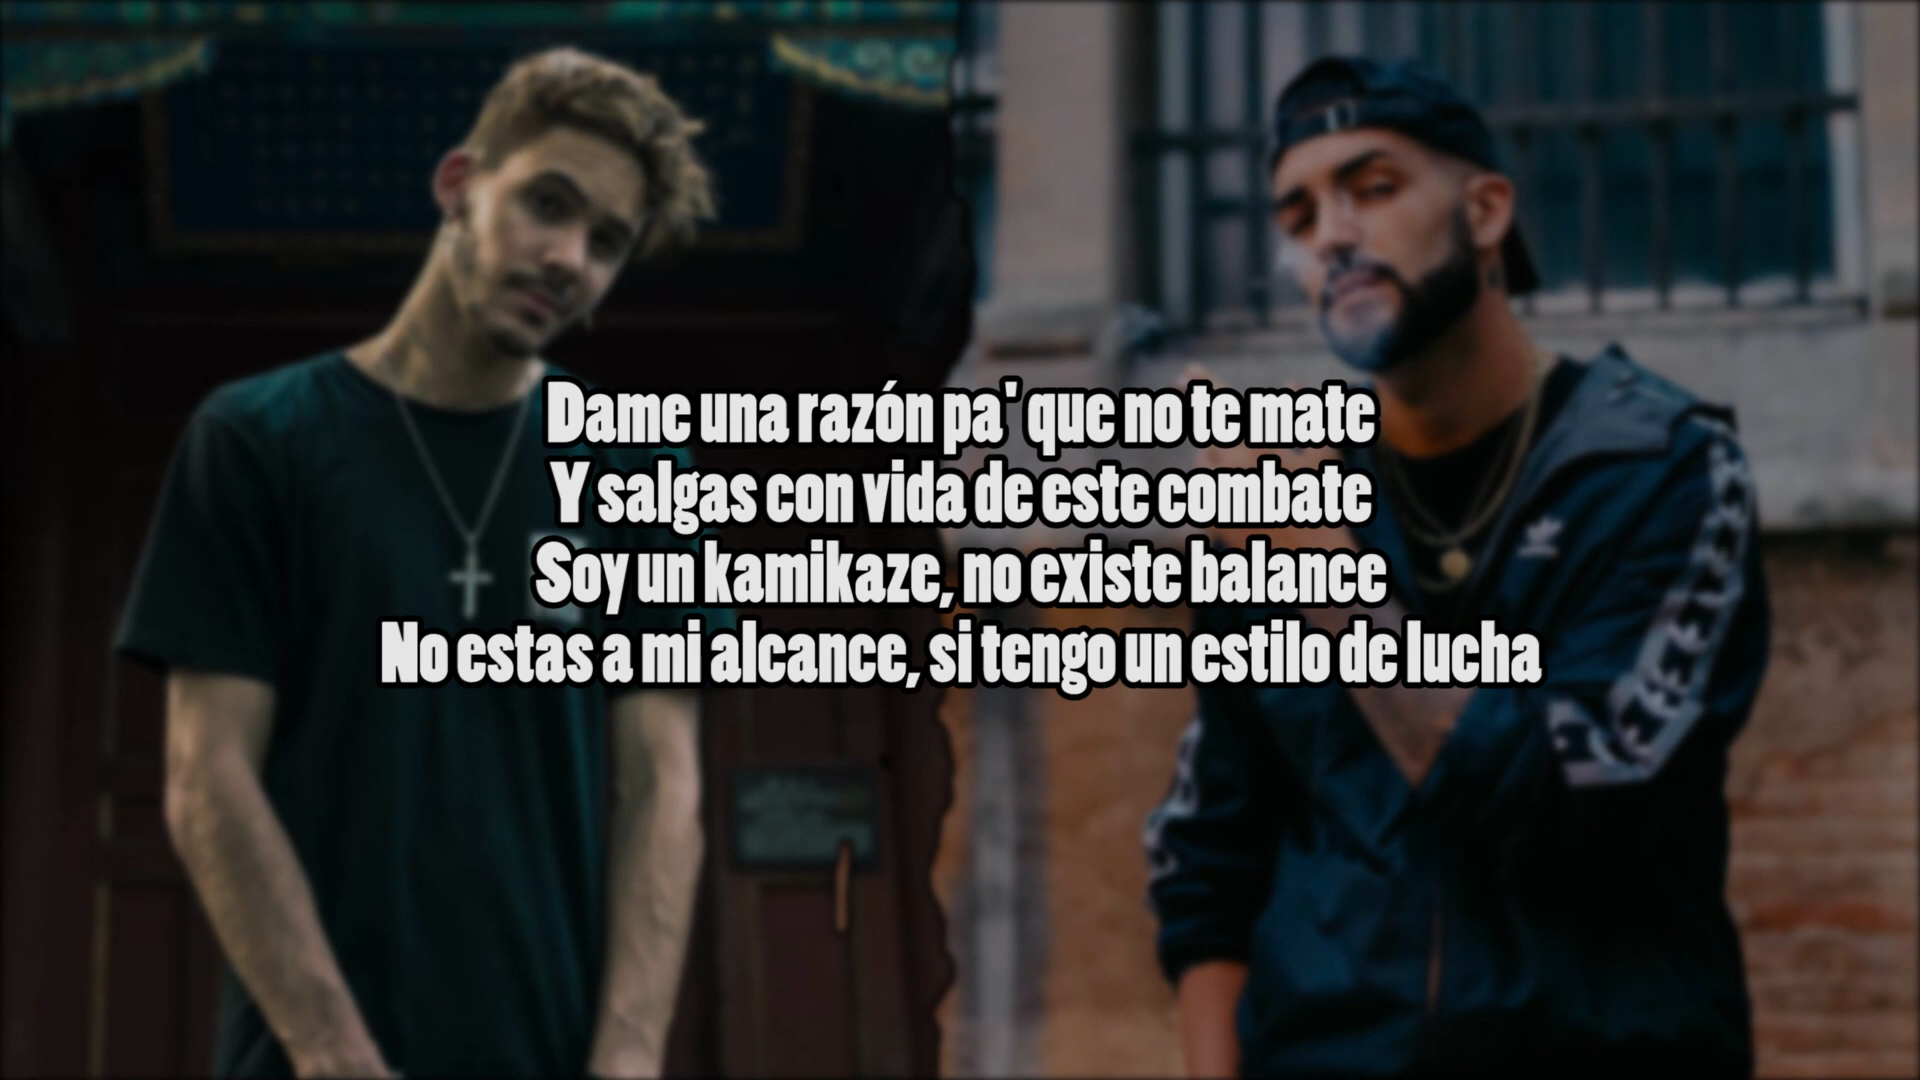 Dame una razón pa' que no te mate
Y salgas con vida de este combate
Soy un kamikaze, no existe balance
No estas a mi alcance, si tengo un estilo de lucha